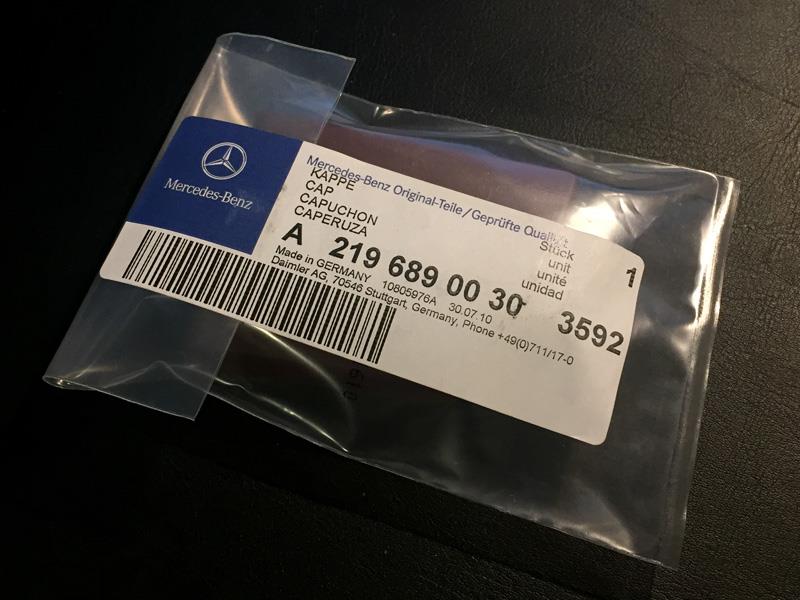 Mercedes-Benz
Mercedes-Benz Original-Teile/Geprüfte Qualität
KAPPE
CAP
CAPUCHON
CAPERUZA
Stück
unit
unité
unidad
1
A 219 689 00 30 3592
Made in GERMANY 10805976A 30.07.10
Daimler AG, 70546 Stuttgart, Germany, Phone +49(0)711/17-0